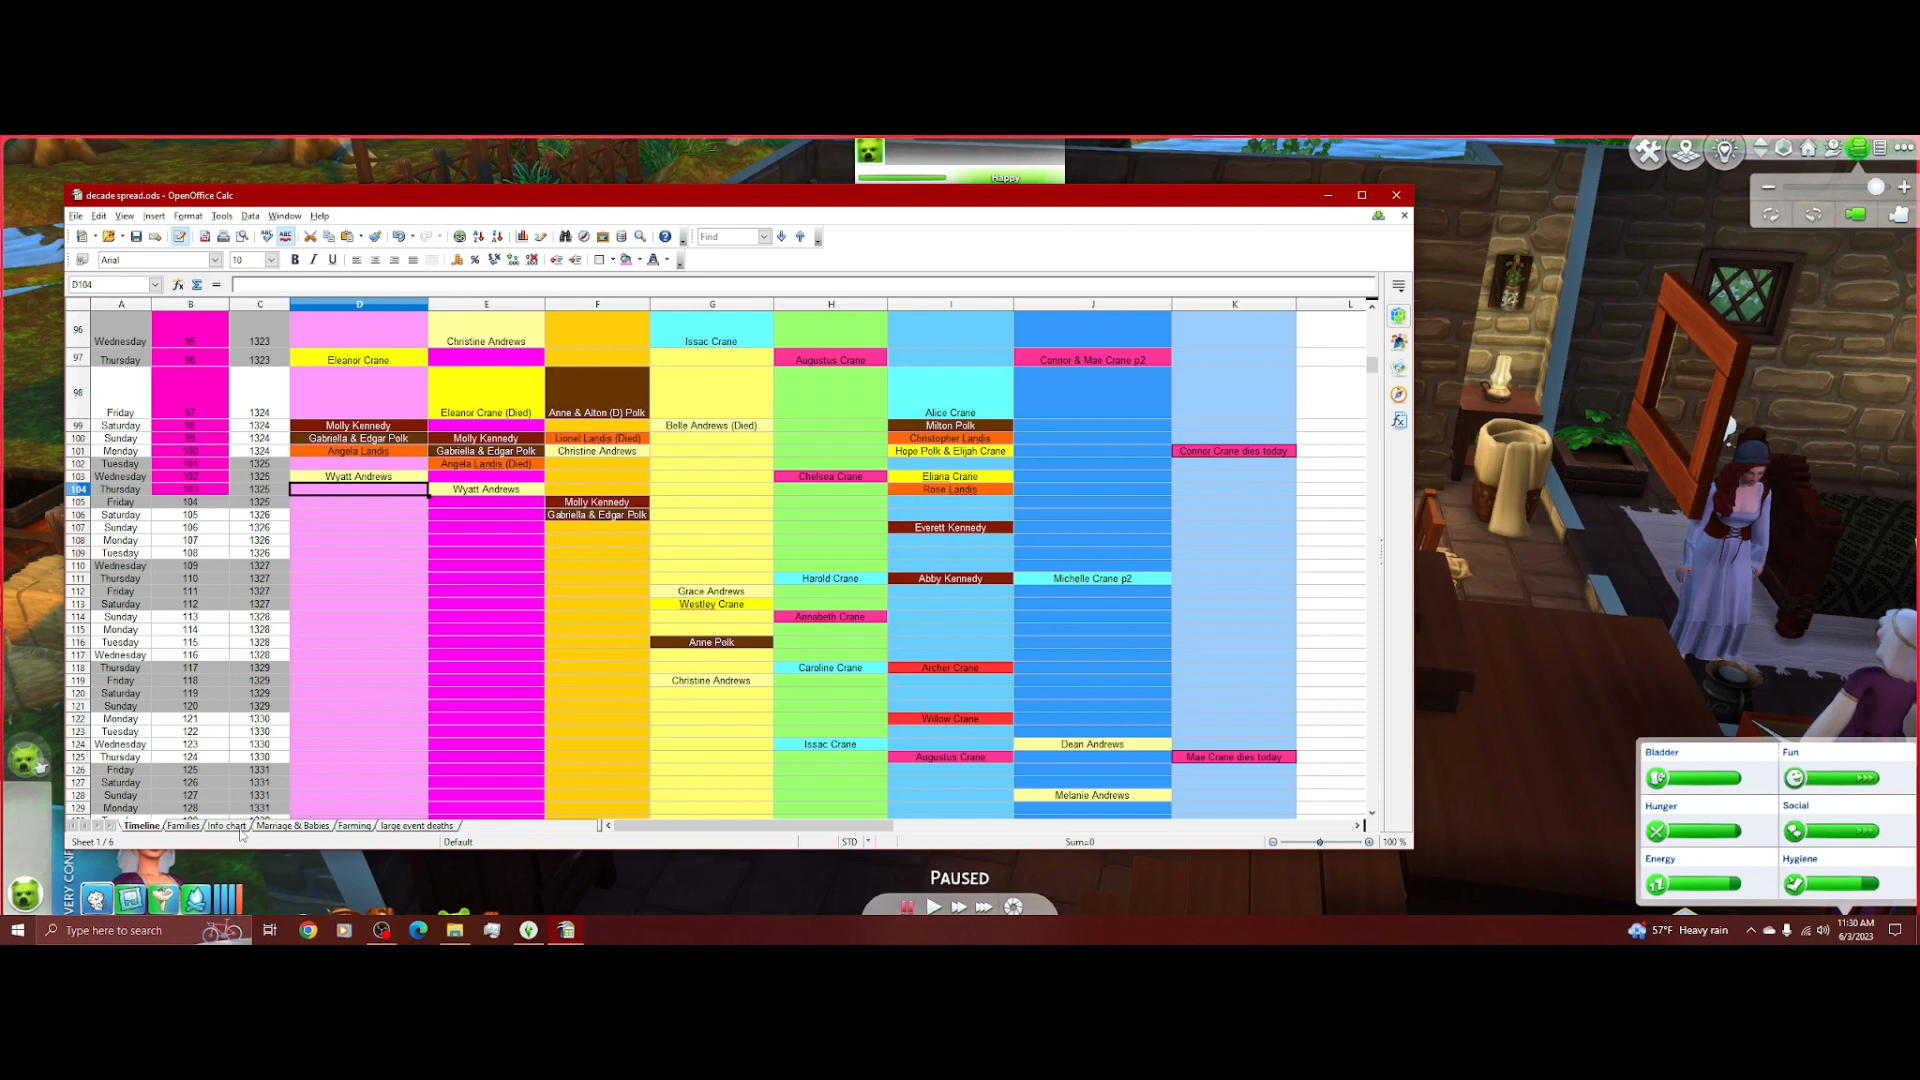 Happy
decade spread.ods - OpenOffice Calc
File Edit View Insert Format Tools Data Window Help
Find
Arial 10
D104
A B C D E F G H I J K L
96 Wednesday 95 1323 Christine Andrews Issac Crane
97 Thursday 96 1323 Eleanor Crane Augustus Crane Connor & Mae Crane p2
98 Friday 97 1324 Eleanor Crane (Died) Anne & Alton (D) Polk Alice Crane
99 Saturday 98 1324 Molly Kennedy Belle Andrews (Died) Milton Polk
100 Sunday 99 1324 Gabriella & Edgar Polk Molly Kennedy Lionel Landis (Died) Christopher Landis
101 Monday 100 1324 Angela Landis Gabriella & Edgar Polk Christine Andrews Hope Polk & Elijah Crane Connor Crane dies today
102 Tuesday 101 1325 Angela Landis (Died)
103 Wednesday 102 1325 Wyatt Andrews Chelsea Crane Eliana Crane
104 Thursday 103 1325 Wyatt Andrews Rose Landis
105 Friday 104 1325 Molly Kennedy
106 Saturday 105 1326 Gabriella & Edgar Polk
107 Sunday 106 1326 Everett Kennedy
108 Monday 107 1326
109 Tuesday 108 1326
110 Wednesday 109 1327
111 Thursday 110 1327 Harold Crane Abby Kennedy Michelle Crane p2
112 Friday 111 1327 Grace Andrews
113 Saturday 112 1327 Westley Crane
114 Sunday 113 1328 Annabeth Crane
115 Monday 114 1328
116 Tuesday 115 1328 Anne Polk
117 Wednesday 116 1328
118 Thursday 117 1329 Caroline Crane Archer Crane
119 Friday 118 1329 Christine Andrews
120 Saturday 119 1329
121 Sunday 120 1329
122 Monday 121 1330 Willow Crane
123 Tuesday 122 1330
124 Wednesday 123 1330 Issac Crane Dean Andrews
125 Thursday 124 1330 Augustus Crane Mae Crane dies today
126 Friday 125 1331
127 Saturday 126 1331
128 Sunday 127 1331 Melanie Andrews
129 Monday 128 1331
Timeline Families Info chart Marriage & Babies Farming large event deaths
Sheet 1 / 6 Default STD Sum=0 100 %
Bladder Fun
Hunger Social
Energy Hygiene
VERY CONF
PAUSED
Type here to search
57°F Heavy rain
11:30 AM
6/3/2023